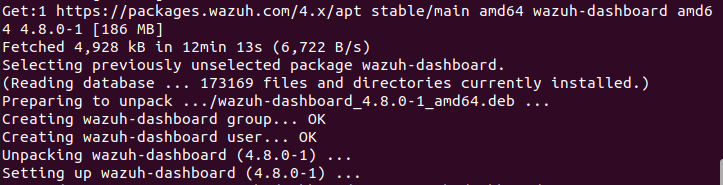 Get:1 https://packages.wazuh.com/4.x/apt stable/main amd64 wazuh-dashboard amd6
4 4.8.0-1 [186 MB]
Fetched 4,928 kB in 12min 13s (6,722 B/s)
Selecting previously unselected package wazuh-dashboard.
(Reading database ... 173169 files and directories currently installed.)
Preparing to unpack .../wazuh-dashboard_4.8.0-1_amd64.deb ...
Creating wazuh-dashboard group... OK
Creating wazuh-dashboard user... OK
Unpacking wazuh-dashboard (4.8.0-1) ...
Setting up wazuh-dashboard (4.8.0-1) ...